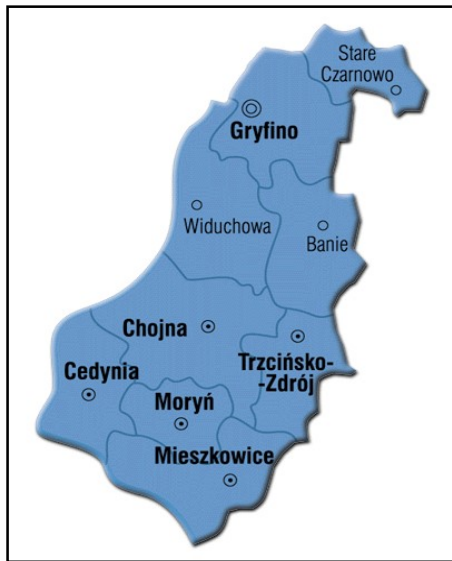 Stare
Czarnowo
Gryfino
Widuchowa
Banie
Chojna
Trzcińsko-
-Zdrój
Cedynia
Moryń
Mieszkowice